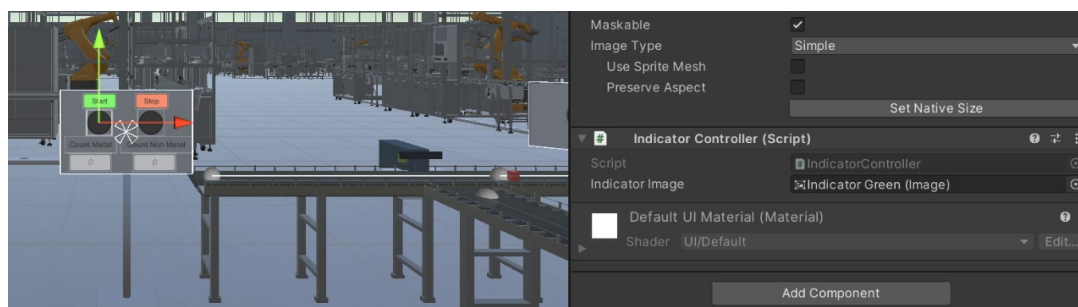 Start Stop
Count Metal Count Non Metal
0 0
Maskable
Image Type Simple
Use Sprite Mesh
Preserve Aspect
Set Native Size
# Indicator Controller (Script)
Script IndicatorController
Indicator Image Indicator Green (Image)
Default UI Material (Material)
Shader UI/Default Edit...
Add Component